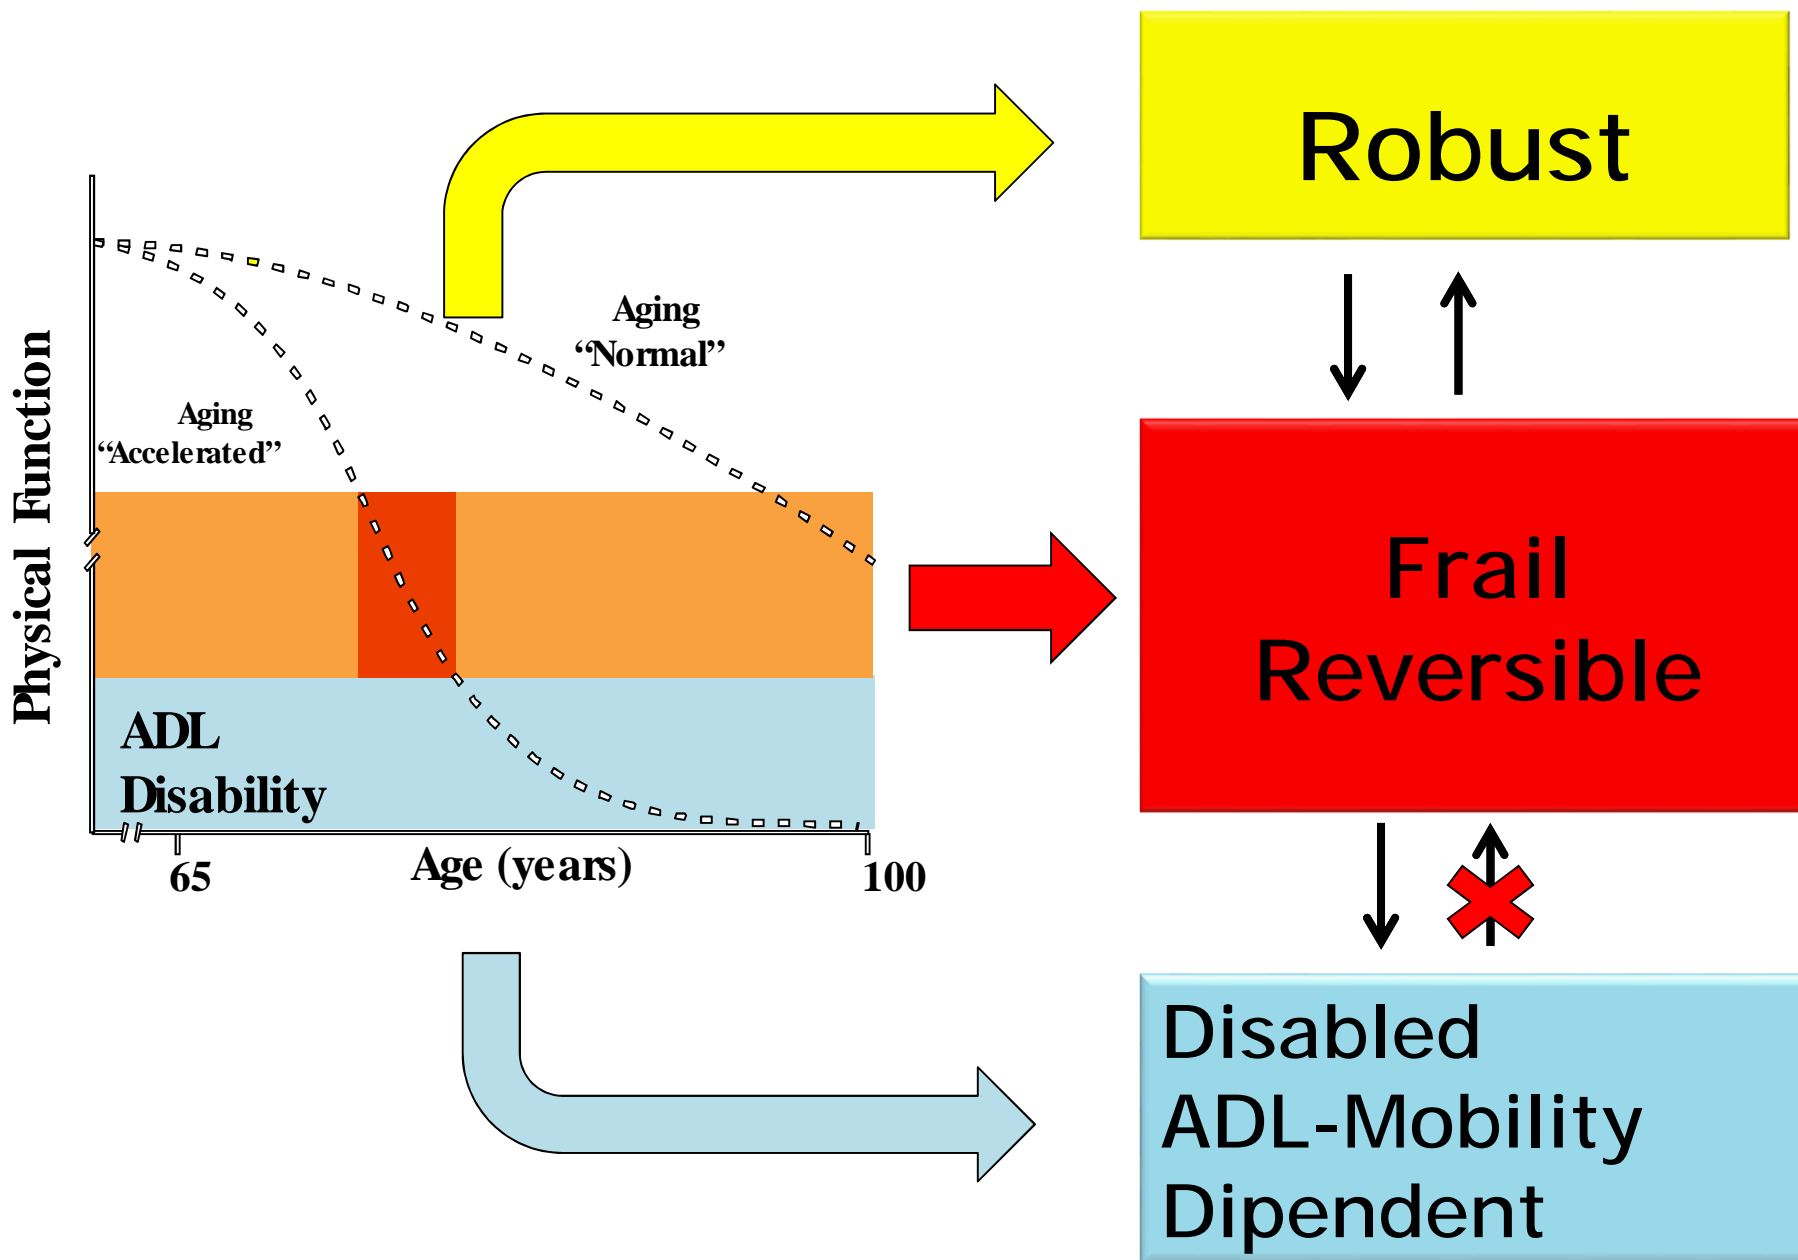 Robust
Physical Function
Aging
“Normal”
Aging
“Accelerated”
Frail
Reversible
ADL
Disability
65
Age (years)
100
Disabled
ADL-Mobility
Dipendent